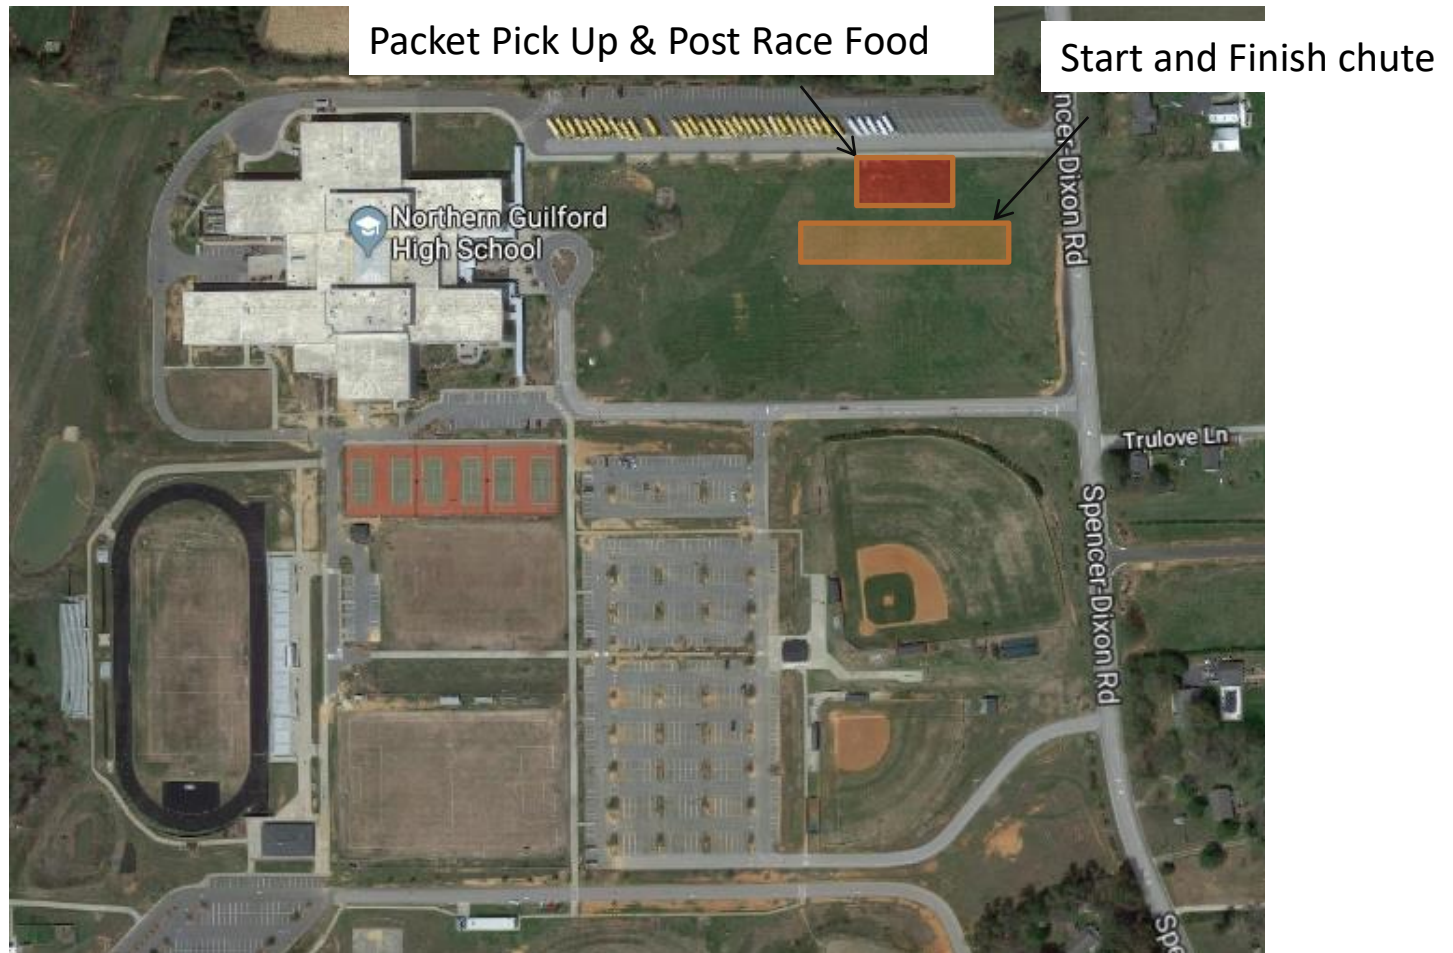 Packet Pick Up & Post Race Food
Start and Finish chute
ncer-Dixon Rd
Northern Guilford
High School
Trulove Ln
Spencer-Dixon Rd
Spe